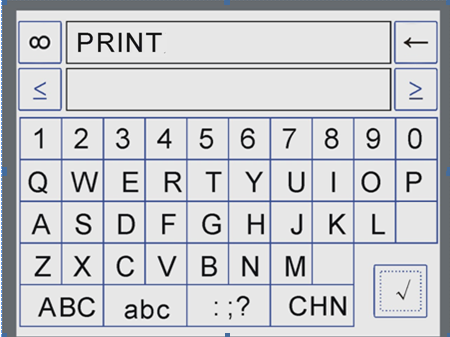 ∞ PRINT ←
≤ ≥
1 2 3 4 5 6 7 8 9 0
Q W E R T Y U I O P
A S D F G H J K L
Z X C V B N M
ABC abc : ;? CHN √